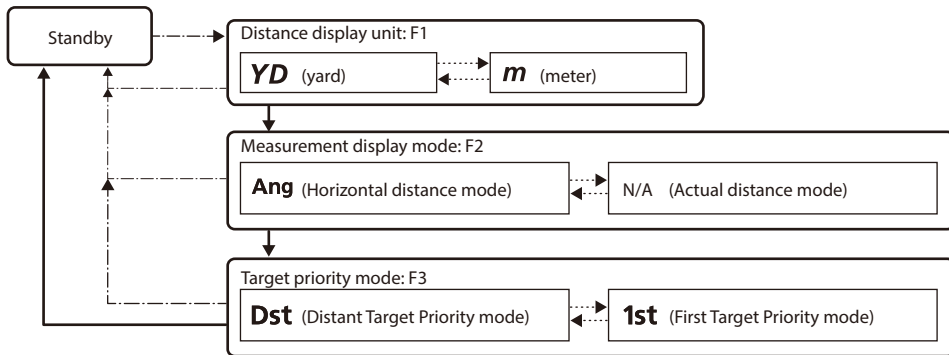 Standby
Distance display unit: F1
YD (yard) m (meter)
Measurement display mode: F2
Ang (Horizontal distance mode) N/A (Actual distance mode)
Target priority mode: F3
Dst (Distant Target Priority mode) 1st (First Target Priority mode)